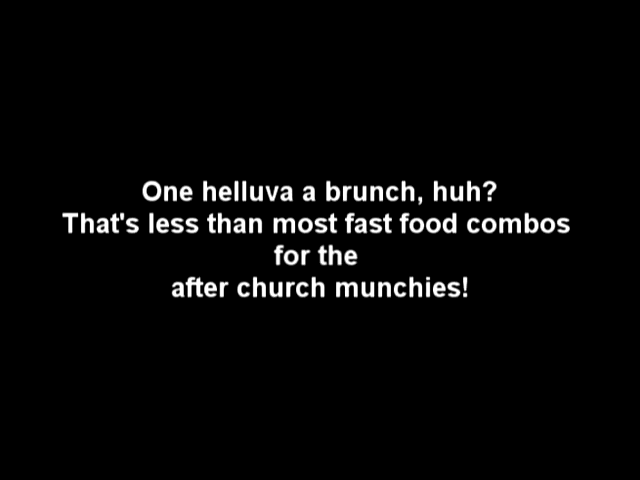 One helluva a brunch, huh?
That's less than most fast food combos
for the
after church munchies!